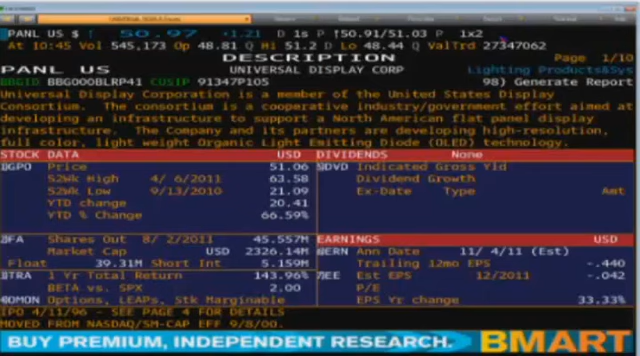 PANL US $ ↑ 50.97 +1.21 D 1s P ↑50.91/51.03 P 1x2
At 10:45 Vol 545,173 Op 48.81 Q Hi 51.2 D Lo 48.44 Q ValTrd 27347062
DESCRIPTION
Page 1/10
PANL US UNIVERSAL DISPLAY CORP Lighting Products&Sys
BBGID BBG000BLRP41 CUSIP 91347P105 98) Generate Report
Universal Display Corporation is a member of the United States Display
Consortium. The consortium is a cooperative industry/government effort aimed at
developing an infrastructure to support a North American flat panel display
infrastructure. The Company and its partners are developing high-resolution,
full color, light weight Organic Light Emitting Diode (OLED) technology.
STOCK DATA USD DIVIDENDS None
GPO Price 51.06 DVD Indicated Gross Yld
52Wk High 4/ 6/2011 63.58 Dividend Growth
52Wk Low 9/13/2010 21.09 Ex-Date Type Amt
YTD change 20.41
YTD % Change 66.59%
FA Shares Out 8/ 2/2011 45.557M EARNINGS USD
Market Cap USD 2326.14M ERN Ann Date 11/ 4/11 (Est)
Float 39.31M Short Int 5.159M Trailing 12mo EPS -.440
TRA 1 Yr Total Return 143.96% EE Est EPS 12/2011 -.042
BETA vs. SPX 2.00 P/E
OMON Options, LEAPs, Stk Marginable EPS Yr change 33.33%
IPO 4/11/96 - SEE PAGE 4 FOR DETAILS
MOVED FROM NASDAQ/SM-CAP EFF 9/8/00.
BUY PREMIUM, INDEPENDENT RESEARCH. BMART